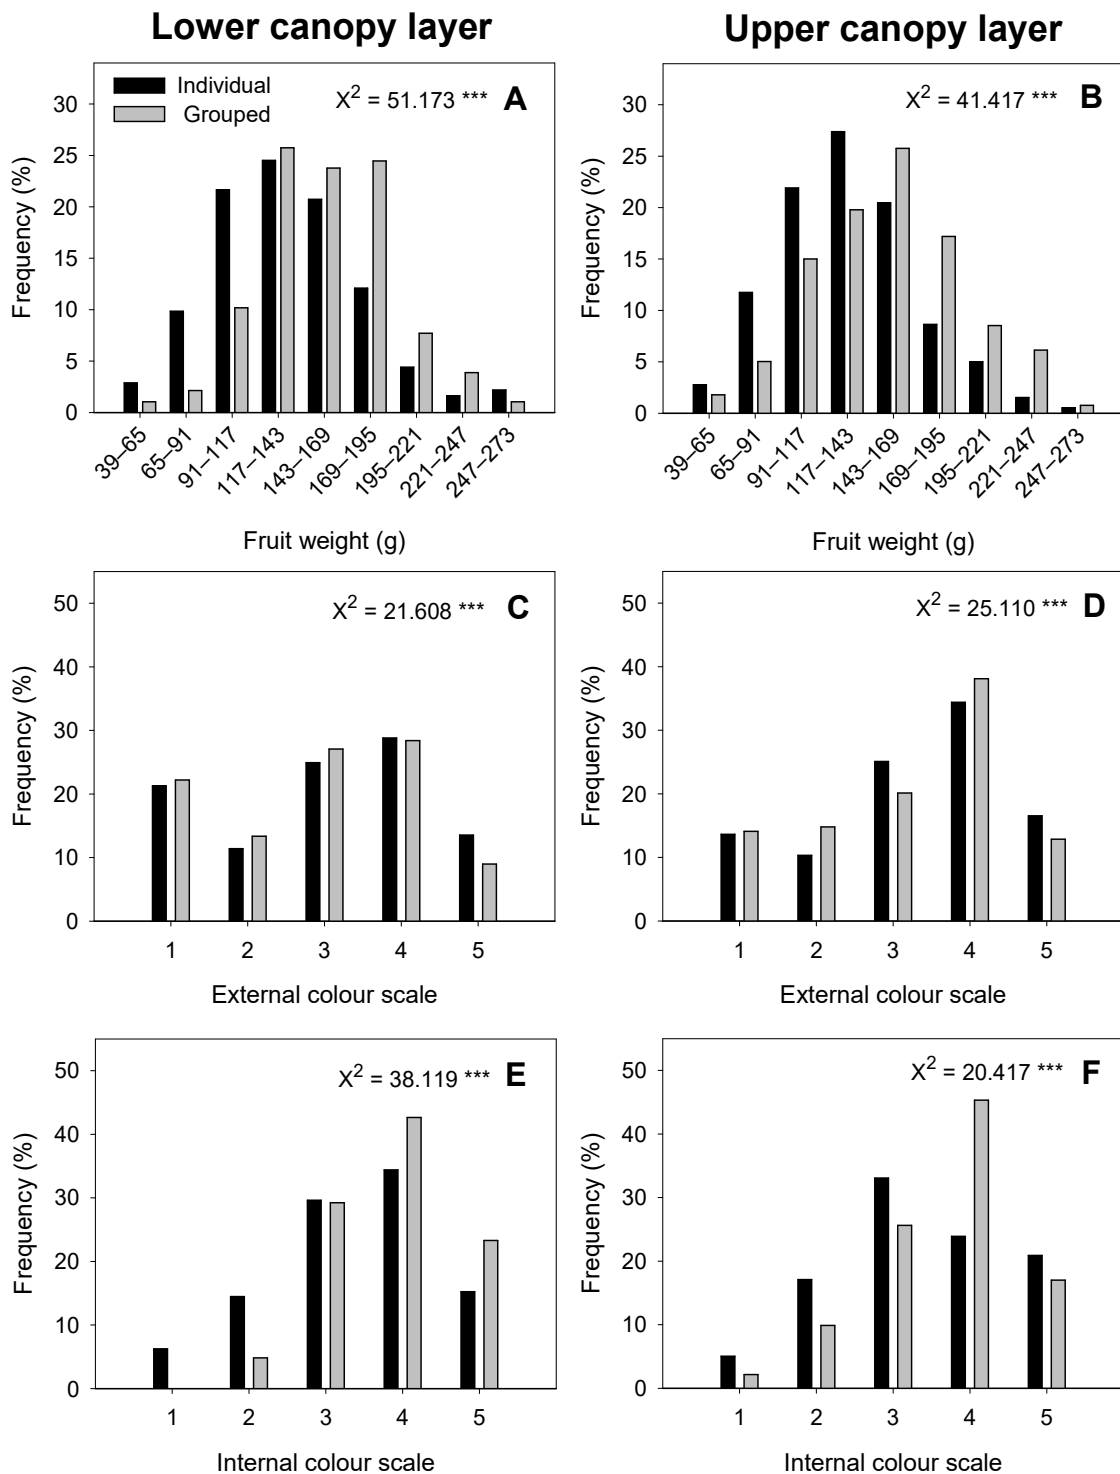 Lower canopy layer
Upper canopy layer
Individual
Grouped
X2 = 51.173 *** A
Frequency (%)
30
25
20
15
10
5
0
39–65
65–91
91–117
117–143
143–169
169–195
195–221
221–247
247–273
Fruit weight (g)
X2 = 41.417 *** B
Frequency (%)
30
25
20
15
10
5
0
39–65
65–91
91–117
117–143
143–169
169–195
195–221
221–247
247–273
Fruit weight (g)
X2 = 21.608 *** C
Frequency (%)
50
40
30
20
10
0
1 2 3 4 5
External colour scale
X2 = 25.110 *** D
Frequency (%)
50
40
30
20
10
0
1 2 3 4 5
External colour scale
X2 = 38.119 *** E
Frequency (%)
50
40
30
20
10
0
1 2 3 4 5
Internal colour scale
X2 = 20.417 *** F
Frequency (%)
50
40
30
20
10
0
1 2 3 4 5
Internal colour scale